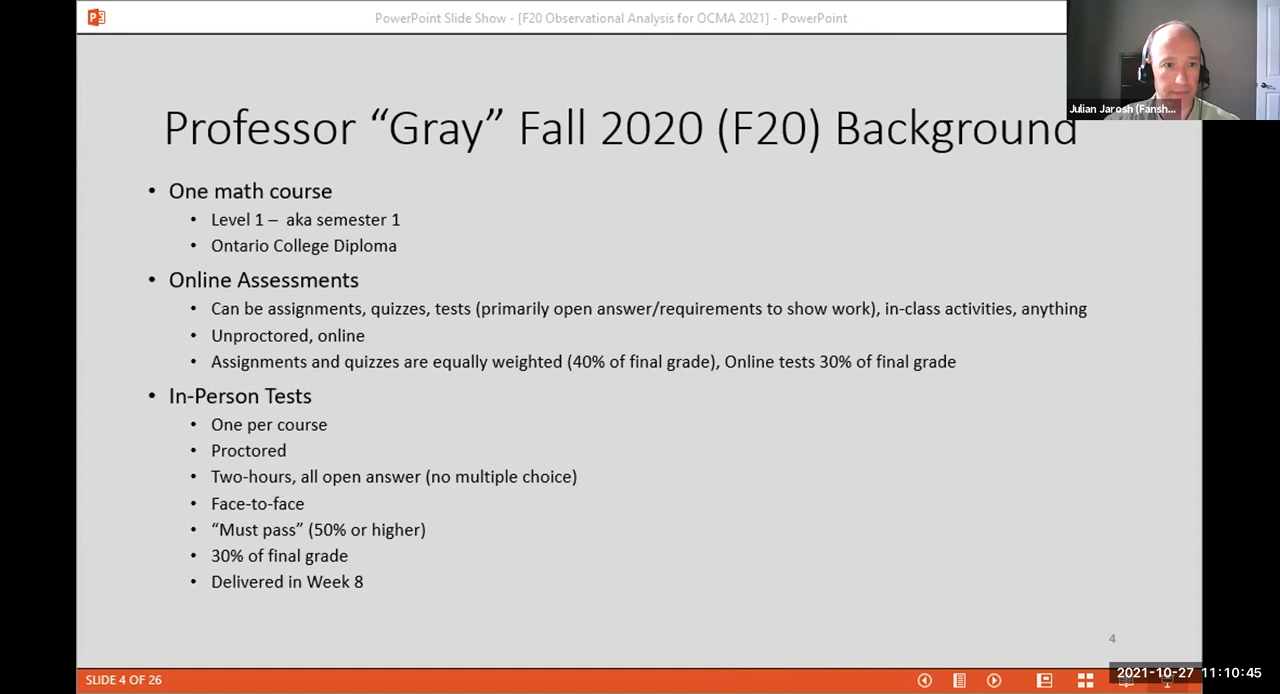 PowerPoint Slide Show - [F20 Observational Analysis for OCMA 2021] - PowerPoint
Julian Jarosh (Fansh...
Professor “Gray” Fall 2020 (F20) Background
• One math course
• Level 1 – aka semester 1
• Ontario College Diploma
• Online Assessments
• Can be assignments, quizzes, tests (primarily open answer/requirements to show work), in-class activities, anything
• Unproctored, online
• Assignments and quizzes are equally weighted (40% of final grade), Online tests 30% of final grade
• In-Person Tests
• One per course
• Proctored
• Two-hours, all open answer (no multiple choice)
• Face-to-face
• “Must pass” (50% or higher)
• 30% of final grade
• Delivered in Week 8
4
SLIDE 4 OF 26
2021-10-27 11:10:45